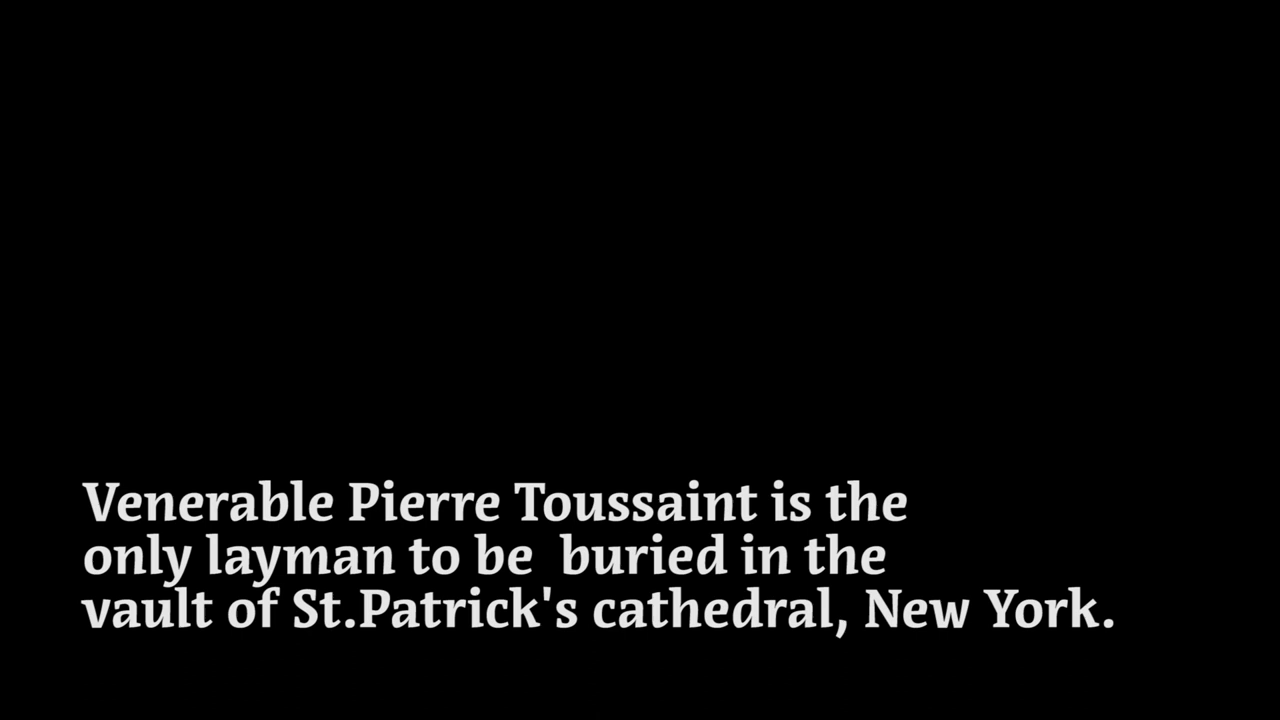 Venerable Pierre Toussaint is the
only layman to be  buried in the
vault of St.Patrick's cathedral, New York.